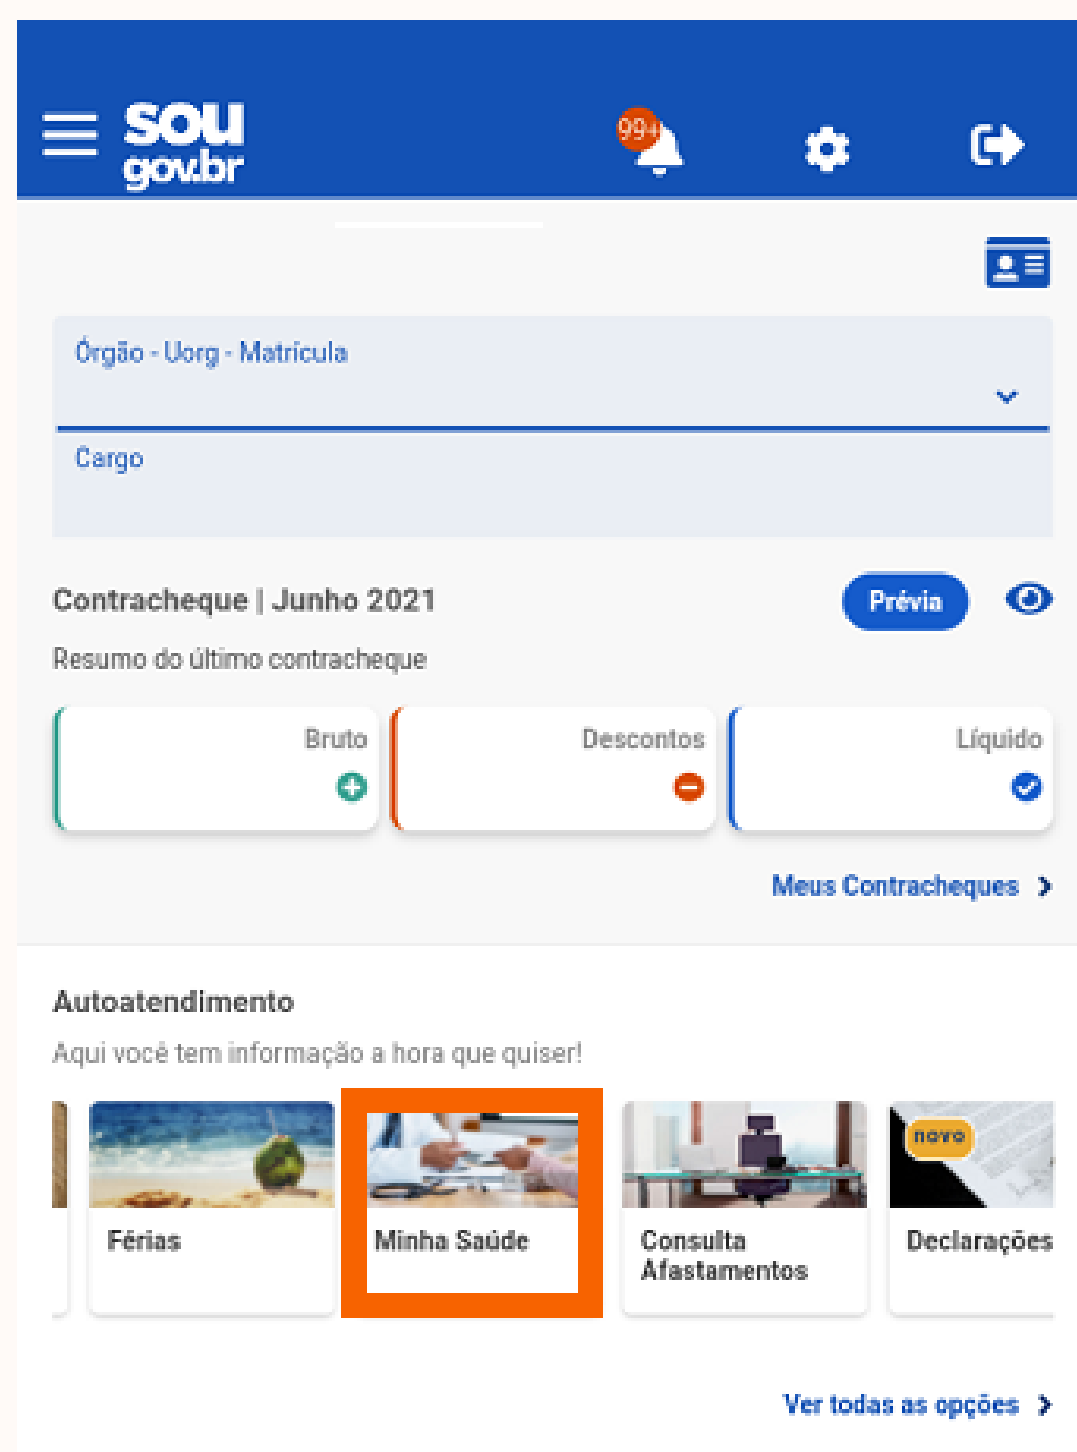 sou
gov.br
99+
Órgão - Uorg - Matrícula
Cargo
Contracheque | Junho 2021
Prévia
Resumo do último contracheque
Bruto
Descontos
Líquido
Meus Contracheques
Autoatendimento
Aqui você tem informação a hora que quiser!
novo
Férias
Minha Saúde
Consulta
Afastamentos
Declarações
Ver todas as opções